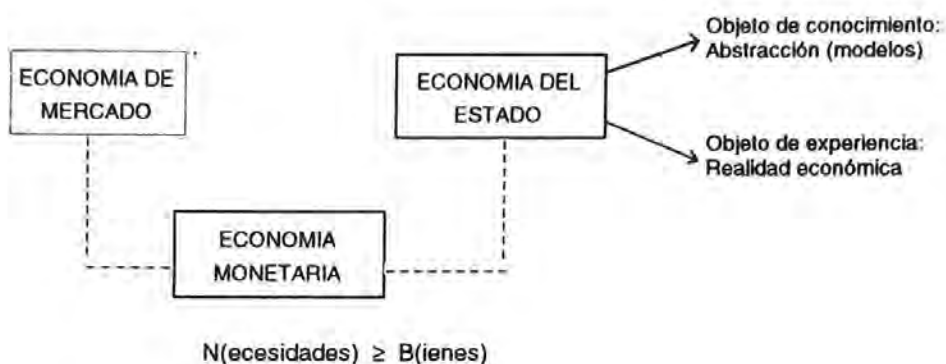 ECONOMIA DE
MERCADO
ECONOMIA DEL
ESTADO
Objeto de conocimiento:
Abstracción (modelos)
Objeto de experiencia:
Realidad económica
ECONOMIA
MONETARIA
N(ecesidades) ≥ B(ienes)